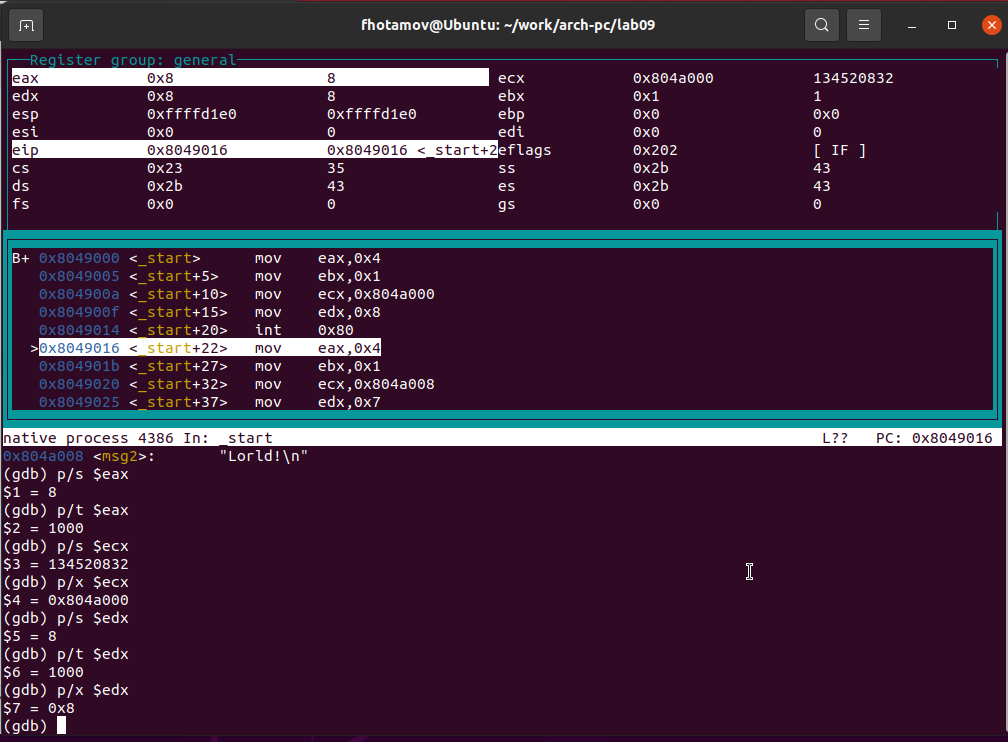 fhotamov@Ubuntu: ~/work/arch-pc/lab09
Register group: general
eax 0x8 8 ecx 0x804a000 134520832
edx 0x8 8 ebx 0x1 1
esp 0xffffd1e0 0xffffd1e0 ebp 0x0 0x0
esi 0x0 0 edi 0x0 0
eip 0x8049016 0x8049016 <_start+2eflags 0x202 [ IF ]
cs 0x23 35 ss 0x2b 43
ds 0x2b 43 es 0x2b 43
fs 0x0 0 gs 0x0 0
B+ 0x8049000 <_start> mov eax,0x4
0x8049005 <_start+5> mov ebx,0x1
0x804900a <_start+10> mov ecx,0x804a000
0x804900f <_start+15> mov edx,0x8
0x8049014 <_start+20> int 0x80
>0x8049016 <_start+22> mov eax,0x4
0x804901b <_start+27> mov ebx,0x1
0x8049020 <_start+32> mov ecx,0x804a008
0x8049025 <_start+37> mov edx,0x7
native process 4386 In: _start L?? PC: 0x8049016
0x804a008 <msg2>: "Lorld!\n"
(gdb) p/s $eax
$1 = 8
(gdb) p/t $eax
$2 = 1000
(gdb) p/s $ecx
$3 = 134520832
(gdb) p/x $ecx
$4 = 0x804a000
(gdb) p/s $edx
$5 = 8
(gdb) p/t $edx
$6 = 1000
(gdb) p/x $edx
$7 = 0x8
(gdb)